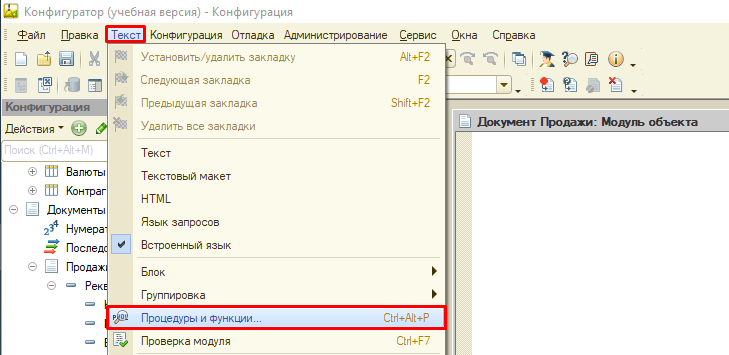 Конфигуратор (учебная версия) - Конфигурация
Файл Правка Текст Конфигурация Отладка Администрирование Сервис Окна Справка
Установить/удалить закладку Alt+F2
Следующая закладка F2
Предыдущая закладка Shift+F2
Удалить все закладки
Текст
Текстовый макет
HTML
Язык запросов
Встроенный язык
Блок
Группировка
Процедуры и функции... Ctrl+Alt+P
Проверка модуля Ctrl+F7
Конфигурация
Действия
Поиск (Ctrl+Alt+M)
Валюты
Контраг
Документы
Нумерат
Последо
Продажи
Рекв
Документ Продажи: Модуль объекта